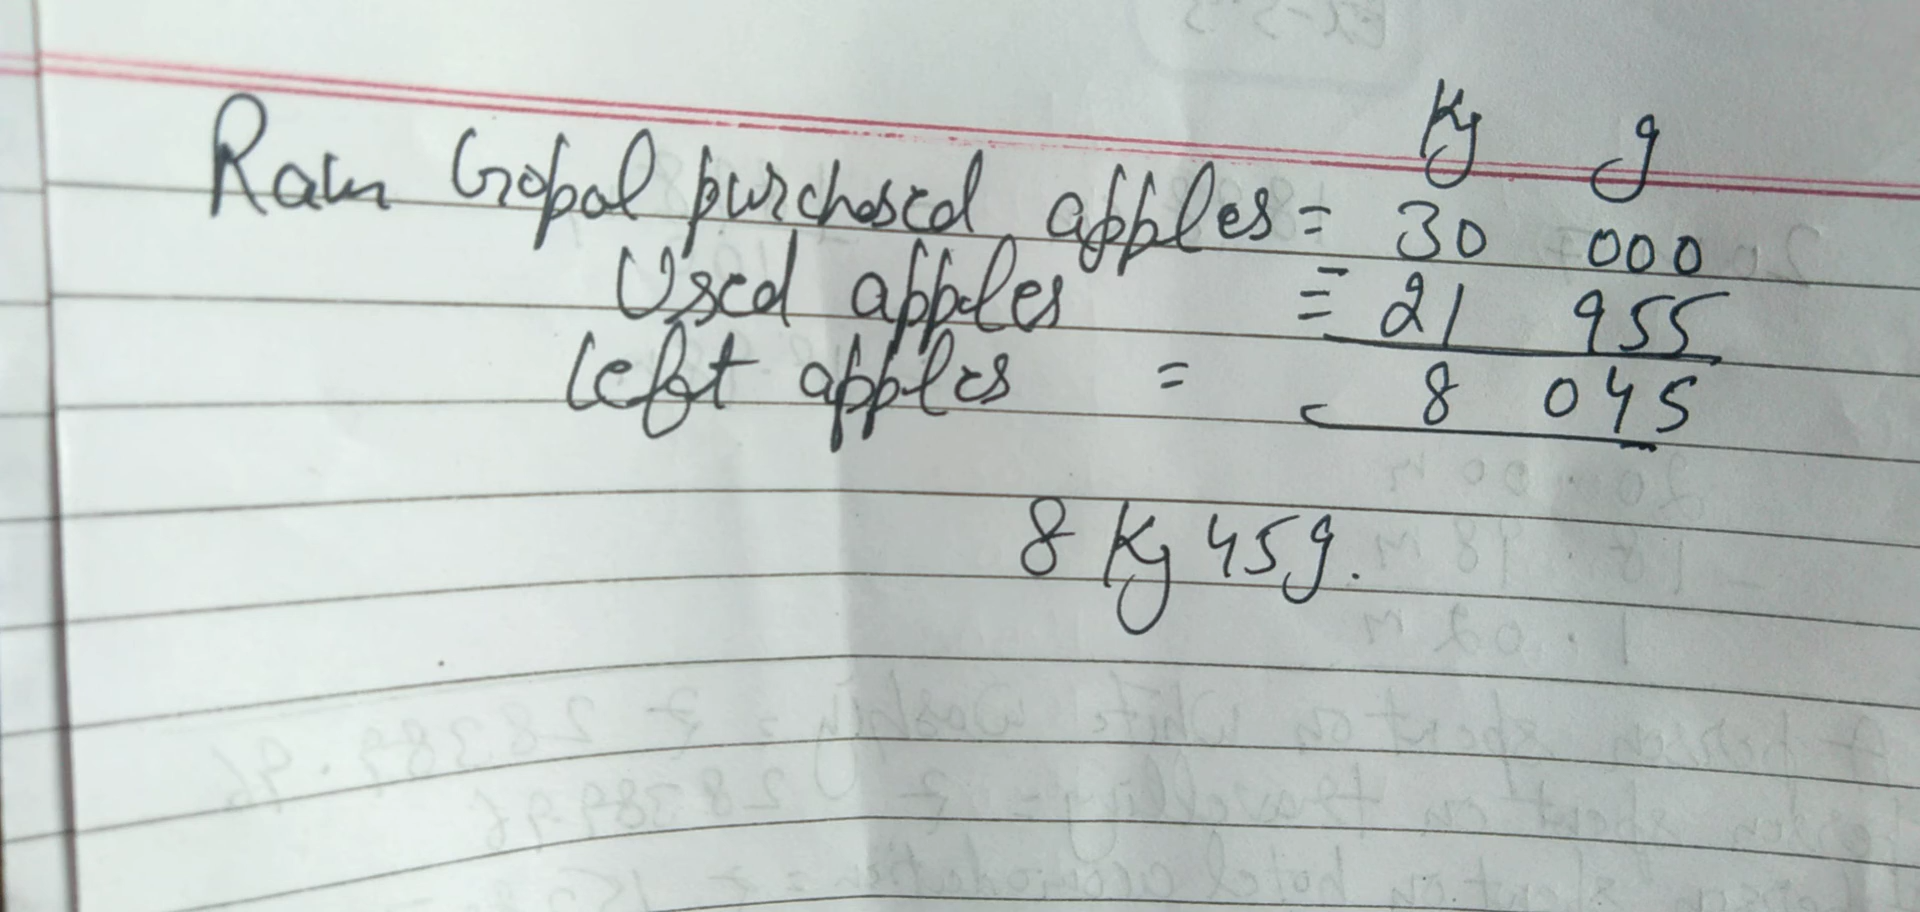 Kg g
Ram Gopal purchased apples = 30 000
Used apples = - 21 955
left apples = 8 045
8 Kg 45g.